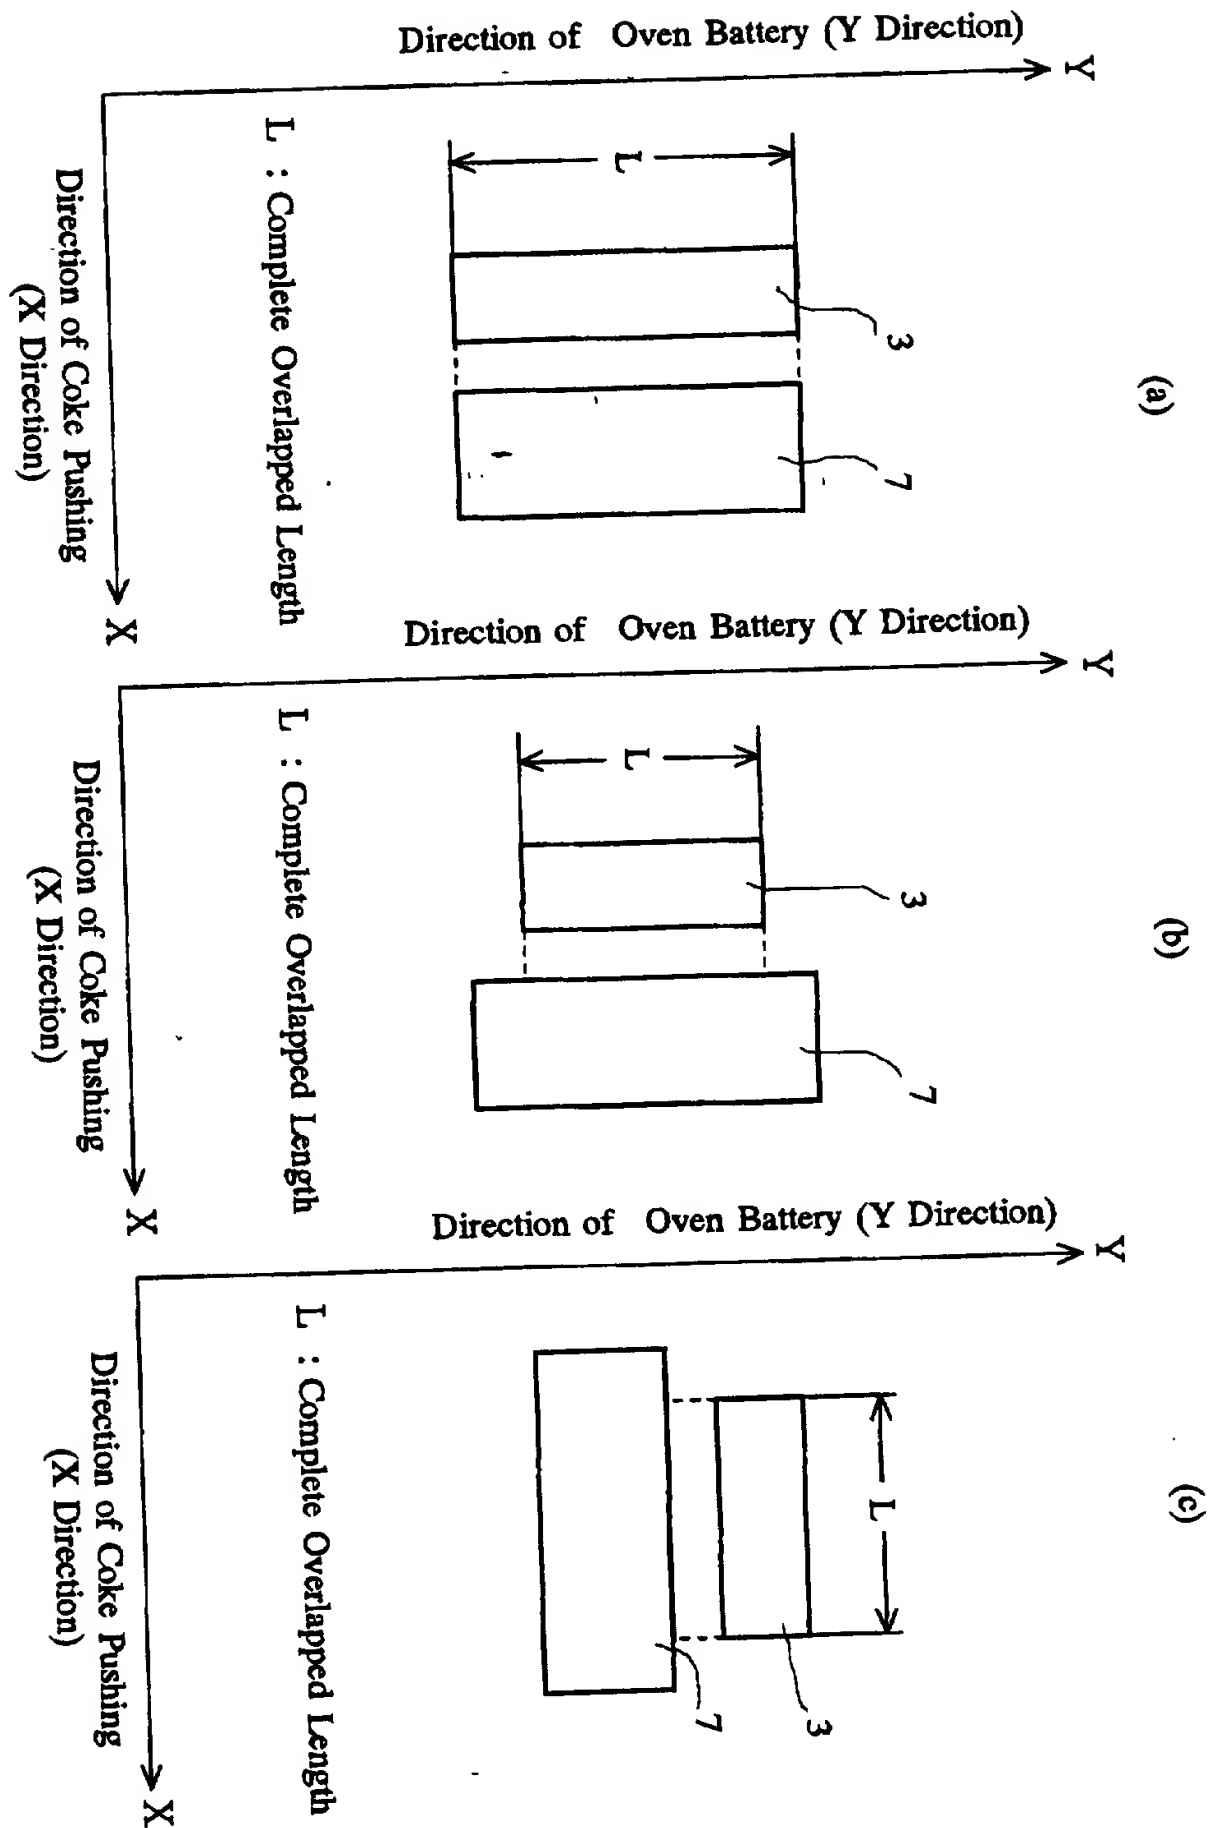 (a)
Y
Direction of Oven Battery (Y Direction)
L
3
7
L : Complete Overlapped Length
X
Direction of Coke Pushing
(X Direction)
(b)
Y
Direction of Oven Battery (Y Direction)
L
3
7
L : Complete Overlapped Length
X
Direction of Coke Pushing
(X Direction)
(c)
Y
Direction of Oven Battery (Y Direction)
L
3
7
L : Complete Overlapped Length
X
Direction of Coke Pushing
(X Direction)